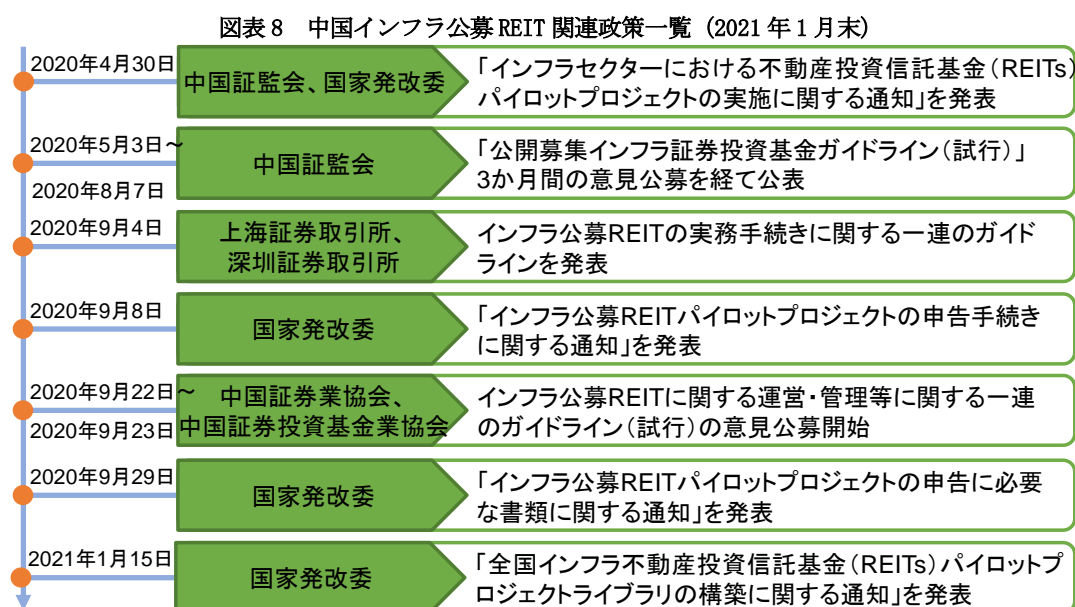 図表8 中国インフラ公募 REIT 関連政策一覧（2021 年 1 月末）
2020年4月30日
中国証監会、国家発改委
「インフラセクターにおける不動産投資信託基金（REITs）
パイロットプロジェクトの実施に関する通知」を発表
2020年5月3日～
2020年8月7日
中国証監会
「公開募集インフラ証券投資基金ガイドライン（試行）」
3か月間の意見公募を経て公表
2020年9月4日
上海証券取引所、
深圳証券取引所
インフラ公募REITの実務手続きに関する一連のガイド
ラインを発表
2020年9月8日
国家発改委
「インフラ公募REITパイロットプロジェクトの申告手続き
に関する通知」を発表
2020年9月22日～
2020年9月23日
中国証券業協会、
中国証券投資基金業協会
インフラ公募REITに関する運営・管理等に関する一連
のガイドライン（試行）の意見公募開始
2020年9月29日
国家発改委
「インフラ公募REITパイロットプロジェクトの申告に必要
な書類に関する通知」を発表
2021年1月15日
国家発改委
「全国インフラ不動産投資信託基金（REITs）パイロットプ
ロジェクトライブラリの構築に関する通知」を発表